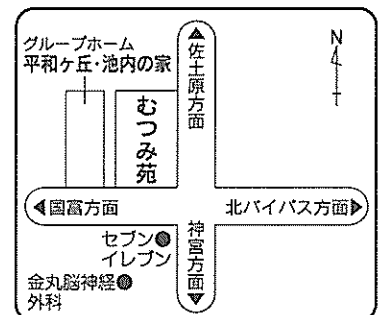 グループホーム
平和ヶ丘・池内の家
むつみ苑
▲佐土原方面
N
◀国富方面
北バイパス方面▶
神宮方面▼
セブン
イレブン
金丸脳神経
外科